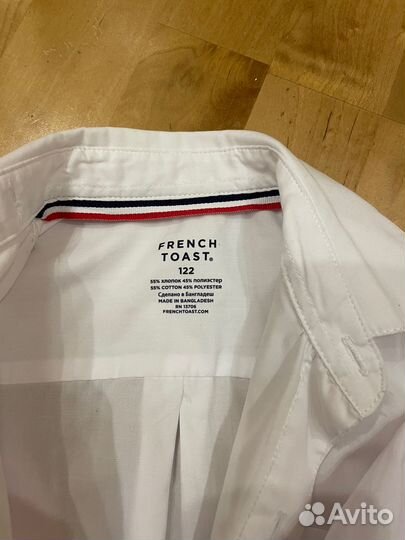 FRENCH
TOAST®
122
55% хлопок 45% полиэстер
55% COTTON 45% POLYESTER
Сделано в Бангладеш
MADE IN BANGLADESH
RN 13706
FRENCHTOAST.COM
Avito